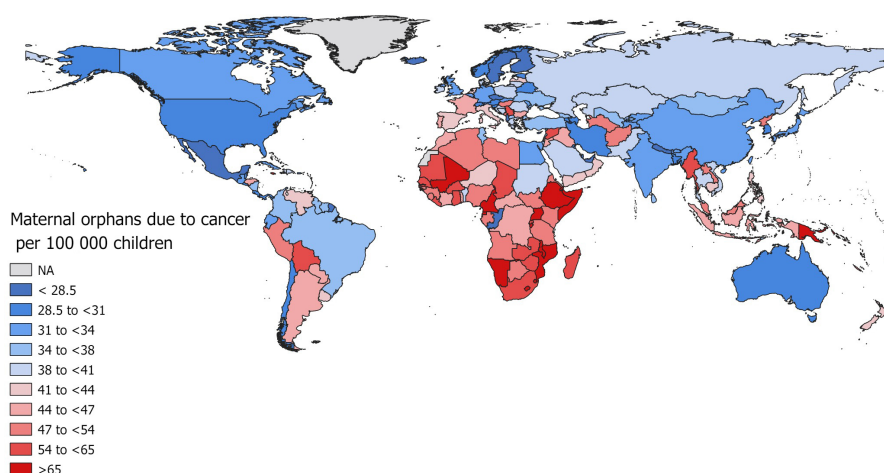 Maternal orphans due to cancer
per 100 000 children
NA
< 28.5
28.5 to <31
31 to <34
34 to <38
38 to <41
41 to <44
44 to <47
47 to <54
54 to <65
>65